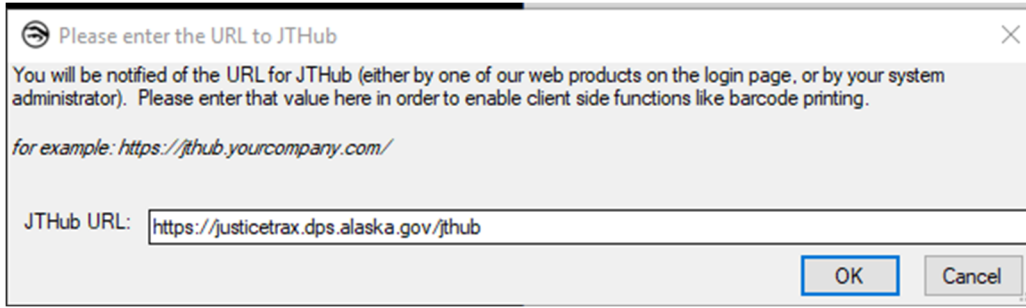 Please enter the URL to JTHub
You will be notified of the URL for JTHub (either by one of our web products on the login page, or by your system
administrator). Please enter that value here in order to enable client side functions like barcode printing.
for example: https://jthub.yourcompany.com/
JTHub URL: https://justicetrax.dps.alaska.gov/jthub
OK Cancel